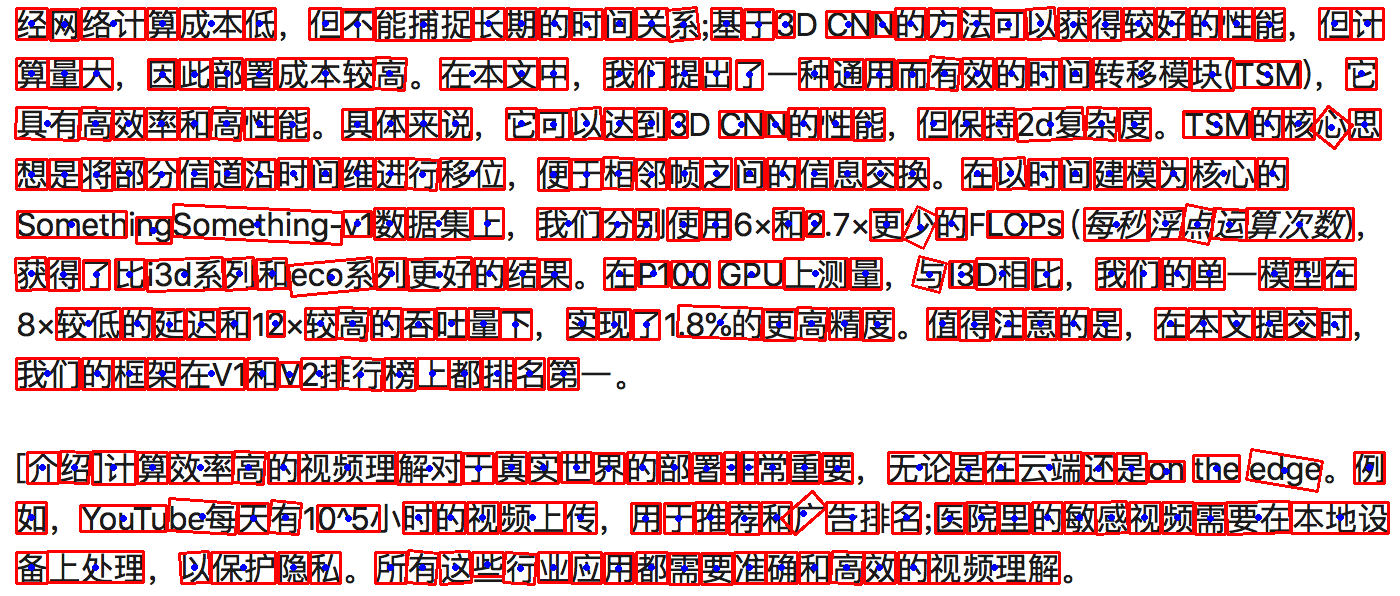 经网络计算成本低，但不能捕捉长期的时间关系;基于3D CNN的方法可以获得较好的性能，但计
算量大，因此部署成本较高。在本文中，我们提出了一种通用而有效的时间转移模块(TSM)，它
具有高效率和高性能。具体来说，它可以达到3D CNN的性能，但保持2d复杂度。TSM的核心思
想是将部分信道沿时间维进行移位，便于相邻帧之间的信息交换。在以时间建模为核心的
SomethingSomething-v1数据集上，我们分别使用6×和2.7×更少的FLOPs (每秒浮点运算次数)，
获得了比i3d系列和eco系列更好的结果。在P100 GPU上测量，与I3D相比，我们的单一模型在
8×较低的延迟和12×较高的吞吐量下，实现了1.8%的更高精度。值得注意的是，在本文提交时，
我们的框架在V1和V2排行榜上都排名第一。
[介绍]计算效率高的视频理解对于真实世界的部署非常重要，无论是在云端还是on the edge。例
如，YouTube每天有10^5小时的视频上传，用于推荐和广告排名;医院里的敏感视频需要在本地设
备上处理，以保护隐私。所有这些行业应用都需要准确和高效的视频理解。